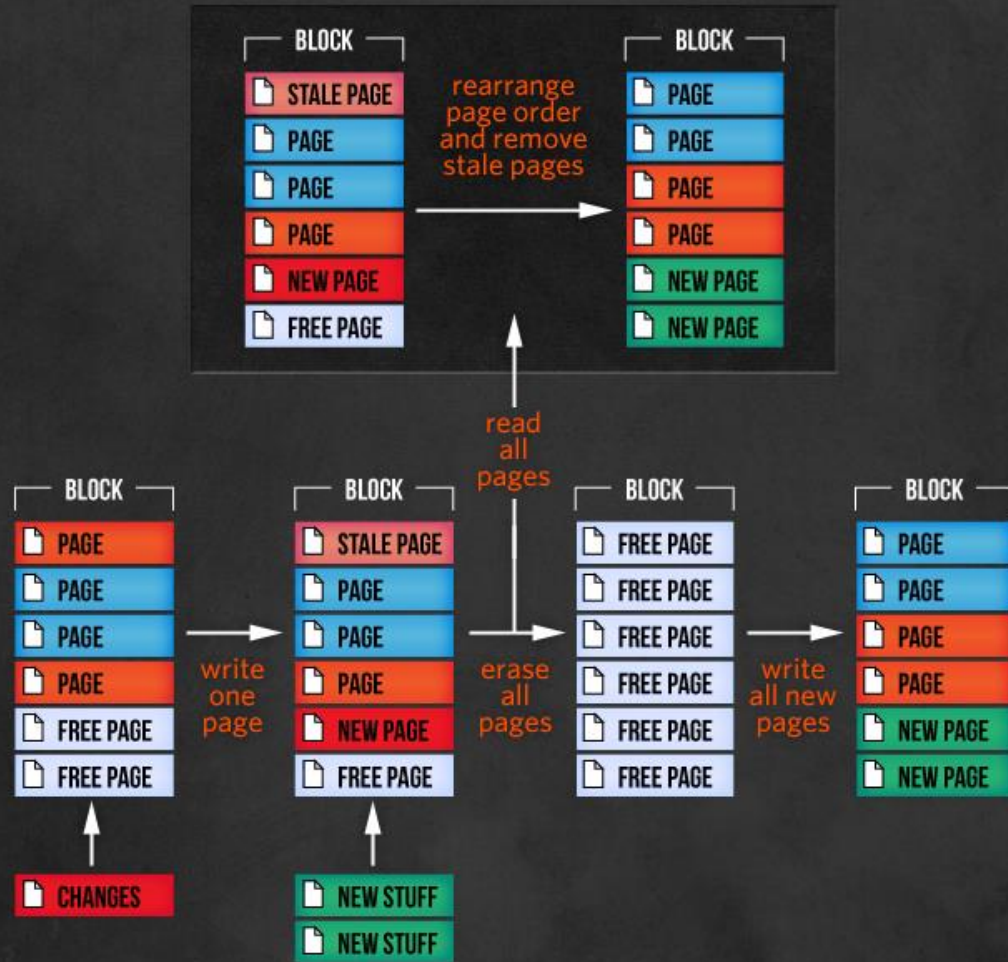 BLOCK
STALE PAGE
PAGE
PAGE
PAGE
NEW PAGE
FREE PAGE
rearrange
page order
and remove
stale pages
BLOCK
PAGE
PAGE
PAGE
PAGE
NEW PAGE
NEW PAGE
read
all
pages
BLOCK
PAGE
PAGE
PAGE
PAGE
FREE PAGE
FREE PAGE
CHANGES
write
one
page
BLOCK
STALE PAGE
PAGE
PAGE
PAGE
NEW PAGE
FREE PAGE
NEW STUFF
NEW STUFF
erase
all
pages
BLOCK
FREE PAGE
FREE PAGE
FREE PAGE
FREE PAGE
FREE PAGE
FREE PAGE
write
all new
pages
BLOCK
PAGE
PAGE
PAGE
PAGE
NEW PAGE
NEW PAGE